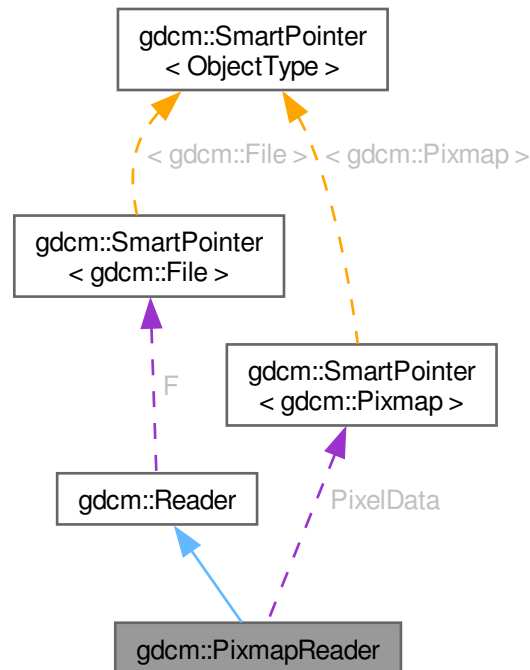 gdcm::SmartPointer
< ObjectType >
< gdcm::File >
< gdcm::Pixmap >
gdcm::SmartPointer
< gdcm::File >
gdcm::SmartPointer
< gdcm::Pixmap >
F
gdcm::Reader
PixelData
gdcm::PixmapReader